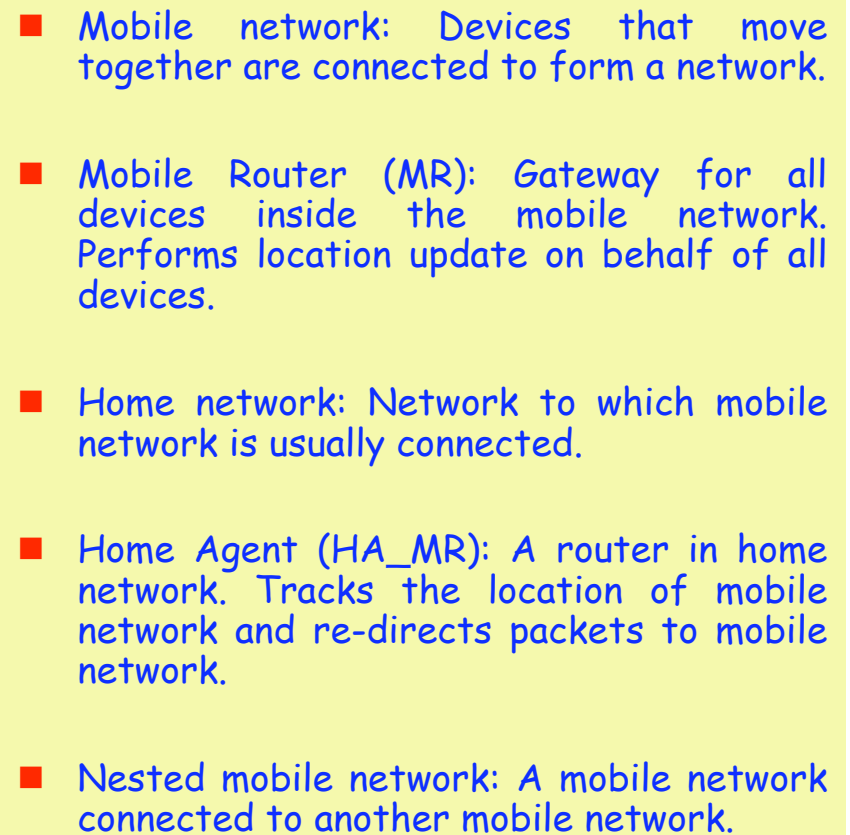 Mobile network: Devices that move
together are connected to form a network.
Mobile Router (MR): Gateway for all
devices inside the mobile network.
Performs location update on behalf of all
devices.
Home network: Network to which mobile
network is usually connected.
Home Agent (HA_MR): A router in home
network. Tracks the location of mobile
network and re-directs packets to mobile
network.
Nested mobile network: A mobile network
connected to another mobile network.